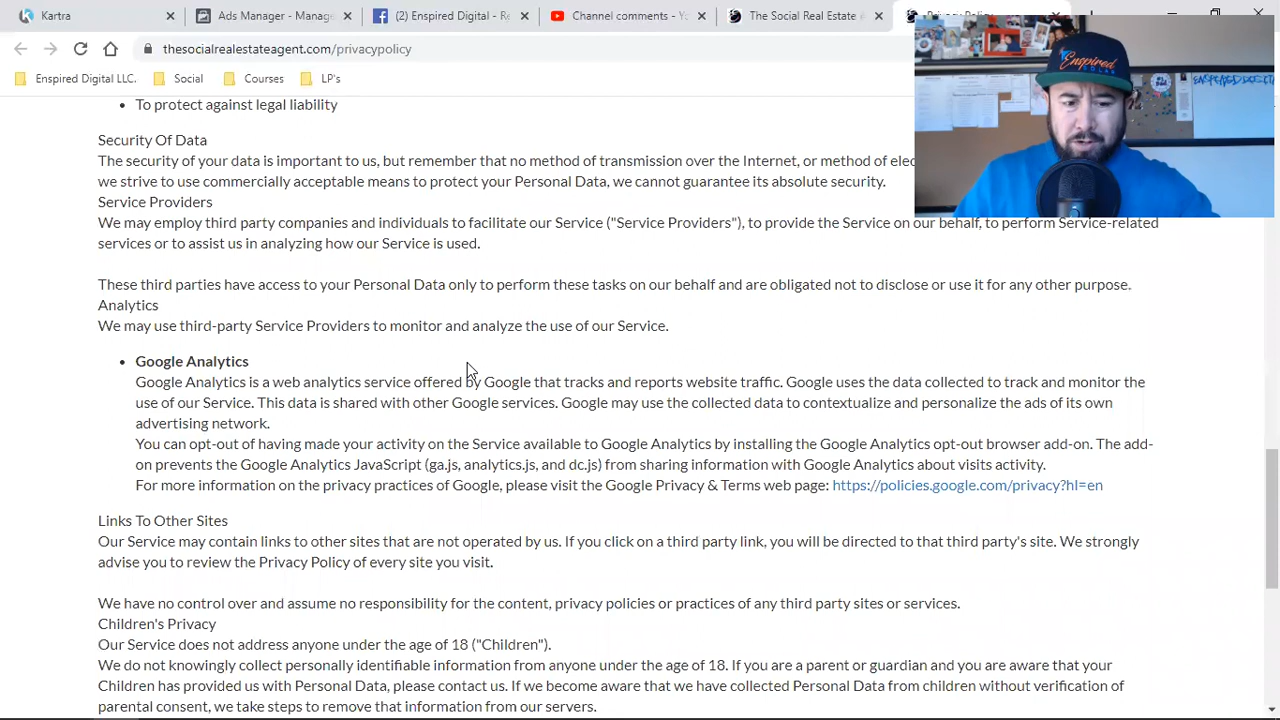 Kartra
(2) Enspired Digital - R
Channel comments - Y
The Social Real Estate
Privacy Policy
thesocialrealestateagent.com/privacypolicy
Enspired Digital LLC.
Social
Courses
LP's
Enspired
• To protect against legal liability
Security Of Data
The security of your data is important to us, but remember that no method of transmission over the Internet, or method of elec
we strive to use commercially acceptable means to protect your Personal Data, we cannot guarantee its absolute security.
Service Providers
We may employ third party companies and individuals to facilitate our Service ("Service Providers"), to provide the Service on our behalf, to perform Service-related
services or to assist us in analyzing how our Service is used.
These third parties have access to your Personal Data only to perform these tasks on our behalf and are obligated not to disclose or use it for any other purpose.
Analytics
We may use third-party Service Providers to monitor and analyze the use of our Service.
• Google Analytics
Google Analytics is a web analytics service offered by Google that tracks and reports website traffic. Google uses the data collected to track and monitor the
use of our Service. This data is shared with other Google services. Google may use the collected data to contextualize and personalize the ads of its own
advertising network.
You can opt-out of having made your activity on the Service available to Google Analytics by installing the Google Analytics opt-out browser add-on. The add-
on prevents the Google Analytics JavaScript (ga.js, analytics.js, and dc.js) from sharing information with Google Analytics about visits activity.
For more information on the privacy practices of Google, please visit the Google Privacy & Terms web page: https://policies.google.com/privacy?hl=en
Links To Other Sites
Our Service may contain links to other sites that are not operated by us. If you click on a third party link, you will be directed to that third party's site. We strongly
advise you to review the Privacy Policy of every site you visit.
We have no control over and assume no responsibility for the content, privacy policies or practices of any third party sites or services.
Children's Privacy
Our Service does not address anyone under the age of 18 ("Children").
We do not knowingly collect personally identifiable information from anyone under the age of 18. If you are a parent or guardian and you are aware that your
Children has provided us with Personal Data, please contact us. If we become aware that we have collected Personal Data from children without verification of
parental consent, we take steps to remove that information from our servers.